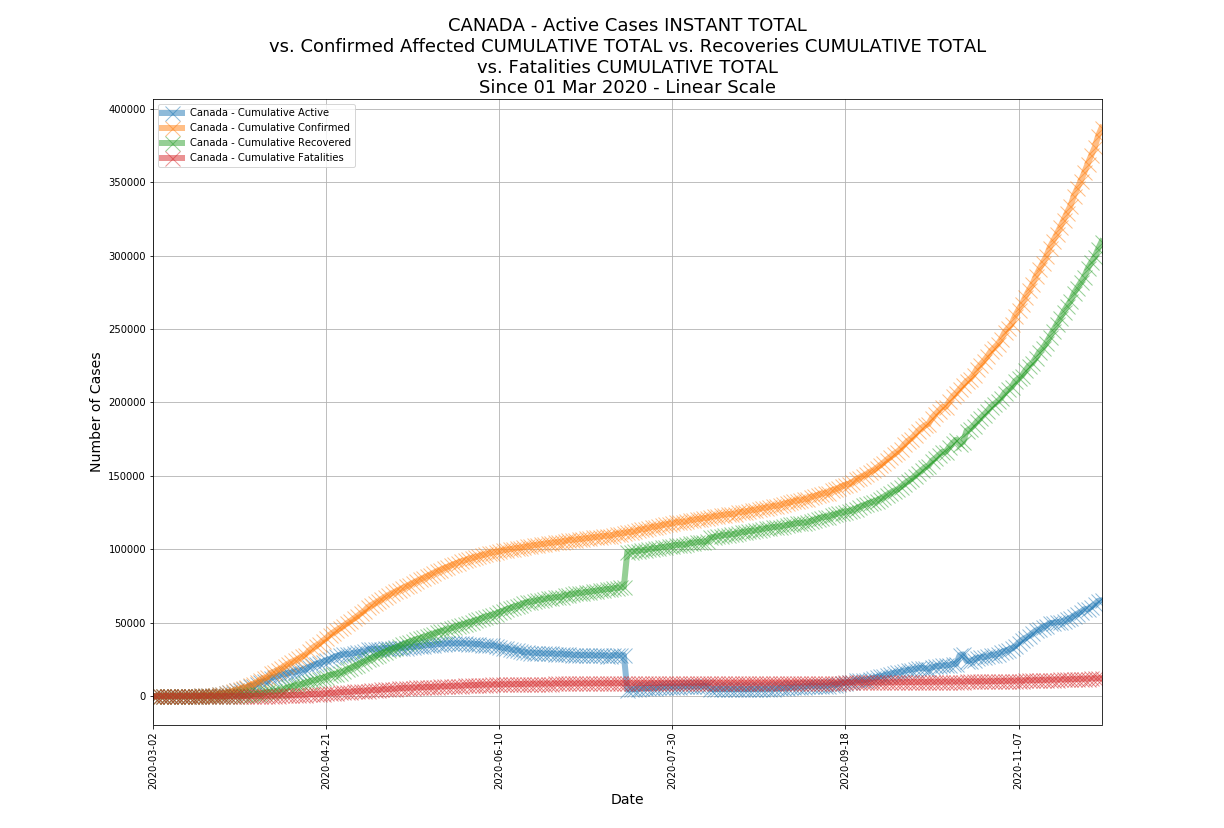 CANADA - Active Cases INSTANT TOTAL
vs. Confirmed Affected CUMULATIVE TOTAL vs. Recoveries CUMULATIVE TOTAL
vs. Fatalities CUMULATIVE TOTAL
Since 01 Mar 2020 - Linear Scale
Canada - Cumulative Active
Canada - Cumulative Confirmed
Canada - Cumulative Recovered
Canada - Cumulative Fatalities
400000
350000
300000
250000
200000
150000
100000
50000
0
Number of Cases
2020-03-02
2020-04-21
2020-06-10
2020-07-30
2020-09-18
2020-11-07
Date